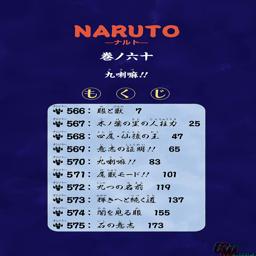 NARUTO
―ナルト―
巻ノ六十
九喇嘛!!
もくじ
566: 眼と獣 7
567: 木ノ葉の里の人柱力 25
568: 四尾・仙猿の王 47
569: 意志の証明!! 65
570: 九喇嘛!! 83
571: 尾獣モード!! 101
572: 九つの名前 119
573: 輝きへと続く道 137
574: 闇を見る眼 155
575: 石の意志 173